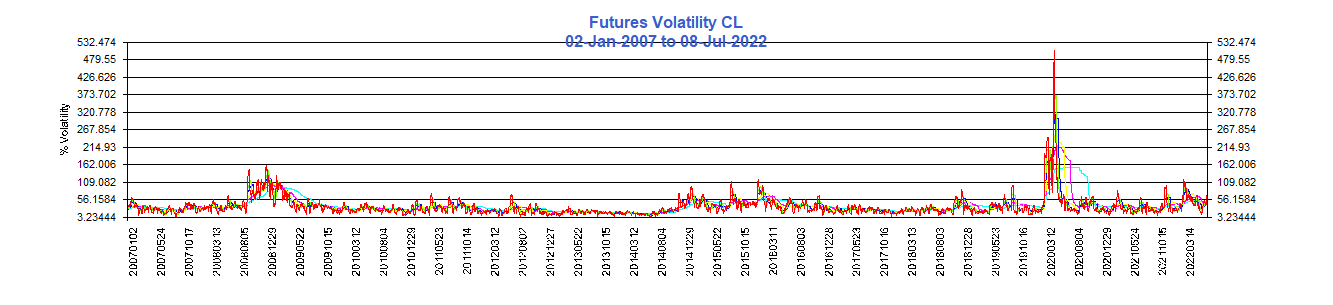 Futures Volatility CL
02-Jan-2007 to 08-Jul-2022
532.474 532.474
479.55 479.55
426.626 426.626
373.702 373.702
320.778 320.778
267.854 267.854
214.93 214.93
162.006 162.006
109.082 109.082
56.1584 56.1584
3.23444 3.23444
% Volatility
20070102 20070524 20071017 20080313 20080805 20081229 20090522 20091015 20100312 20100804 20101229 20110523 20111014 20120312 20120802 20121227 20130523 20131015 20140312 20140804 20141229 20150522 20151015 20160311 20160803 20161228 20170523 20171016 20180313 20180803 20181228 20190523 20191016 20200312 20200804 20201229 20210524 20211015 20220314